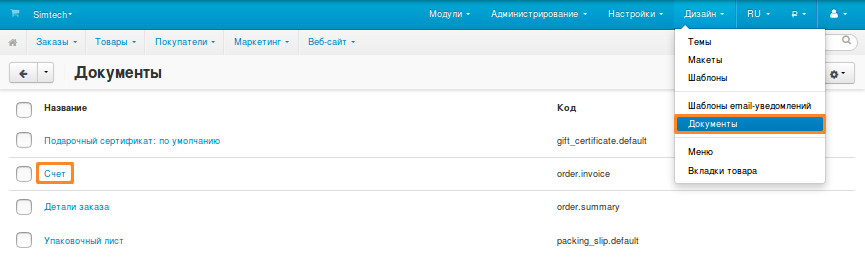 Simtech
Модули Администрирование Настройки Дизайн RU ₽
Заказы Товары Покупатели Маркетинг Веб-сайт
Темы
Макеты
Шаблоны
Шаблоны email-уведомлений
Документы
Меню
Вкладки товара
Документы
Название Код
Подарочный сертификат: по умолчанию gift_certificate.default
Счет order.invoice
Детали заказа order.summary
Упаковочный лист packing_slip.default